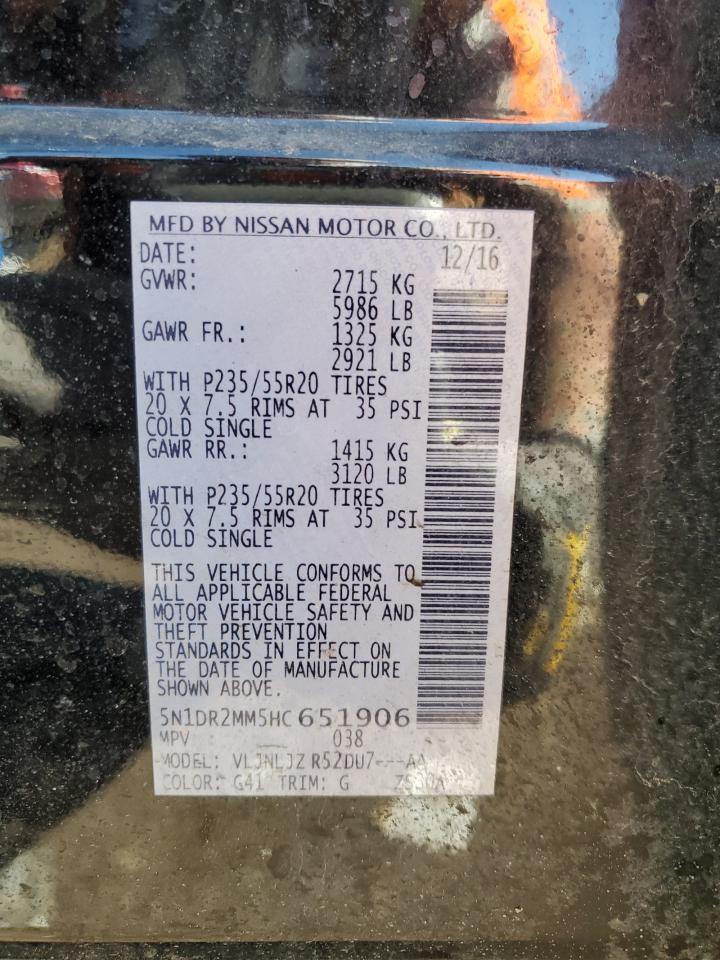 MFD BY NISSAN MOTOR CO., LTD.
DATE: 12/16
GVWR: 2715 KG
5986 LB
GAWR FR.: 1325 KG
2921 LB
WITH P235/55R20 TIRES
20 X 7.5 RIMS AT 35 PSI
COLD SINGLE
GAWR RR.: 1415 KG
3120 LB
WITH P235/55R20 TIRES
20 X 7.5 RIMS AT 35 PSI
COLD SINGLE
THIS VEHICLE CONFORMS TO
ALL APPLICABLE FEDERAL
MOTOR VEHICLE SAFETY AND
THEFT PREVENTION
STANDARDS IN EFFECT ON
THE DATE OF MANUFACTURE
SHOWN ABOVE.
5N1DR2MM5HC651906
MPV 038
MODEL: R52DU7---AA
COLOR: G41 TRIM: G